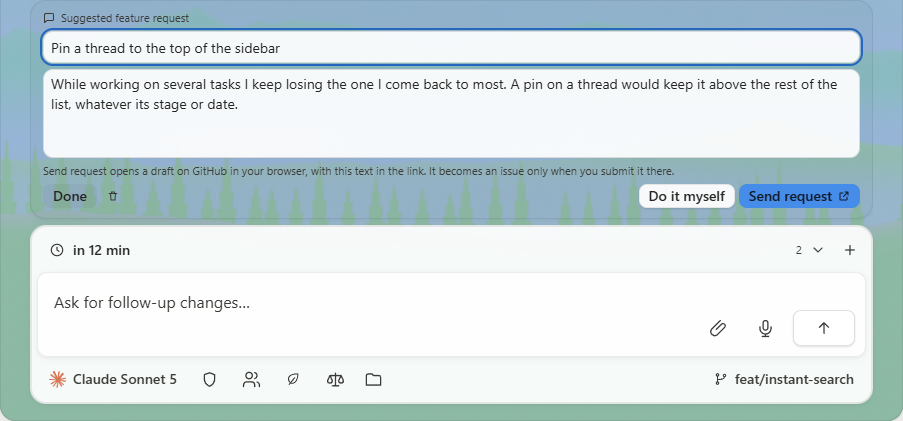 Suggested feature request
Pin a thread to the top of the sidebar
While working on several tasks I keep losing the one I come back to most. A pin on a thread would keep it above the rest of the
list, whatever its stage or date.
Send request opens a draft on GitHub in your browser, with this text in the link. It becomes an issue only when you submit it there.
Done
Do it myself
Send request
in 12 min
2
Ask for follow-up changes...
Claude Sonnet 5
feat/instant-search